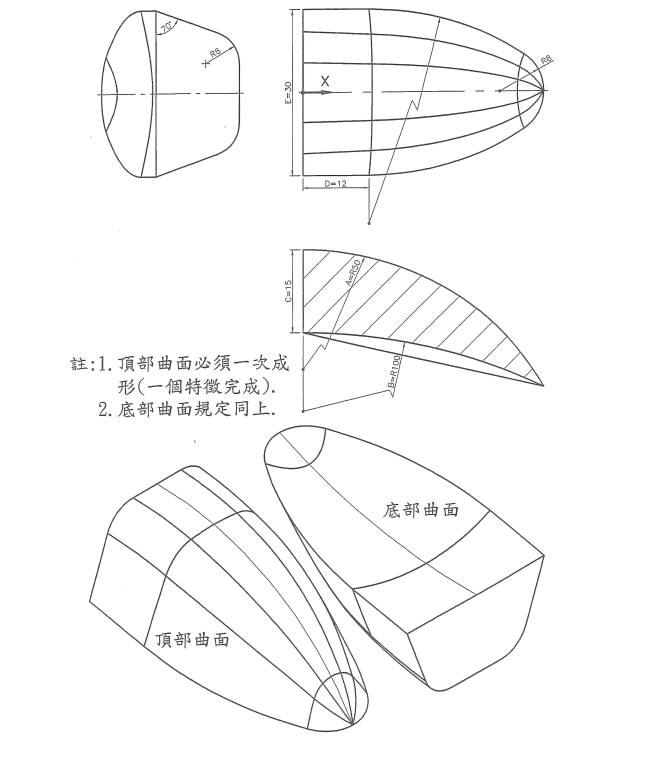 70°
R6
E=30
X
R8
D=12
C=15
A=R50
B=R100
註:1.頂部曲面必須一次成
形(一個特徵完成).
2.底部曲面規定同上.
底部曲面
頂部曲面